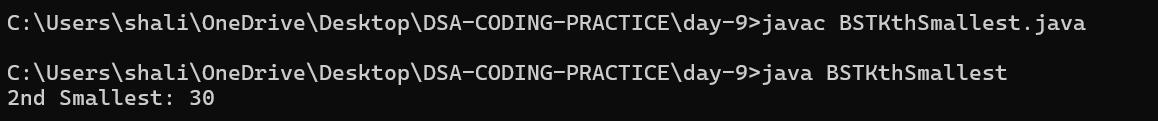 C:\Users\shali\OneDrive\Desktop\DSA-CODING-PRACTICE\day-9>javac BSTKthSmallest.java
C:\Users\shali\OneDrive\Desktop\DSA-CODING-PRACTICE\day-9>java BSTKthSmallest
2nd Smallest: 30